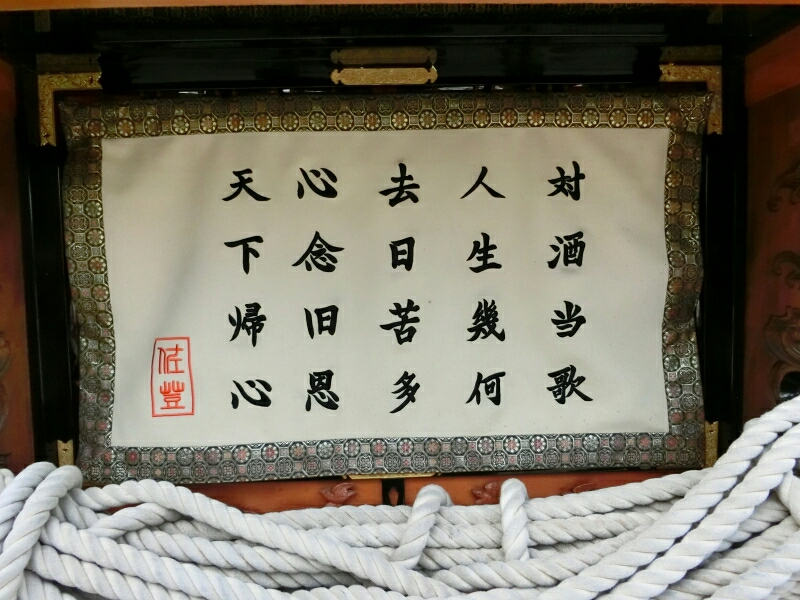 対酒当歌
人生幾何
去日苦多
心念旧恩
天下帰心